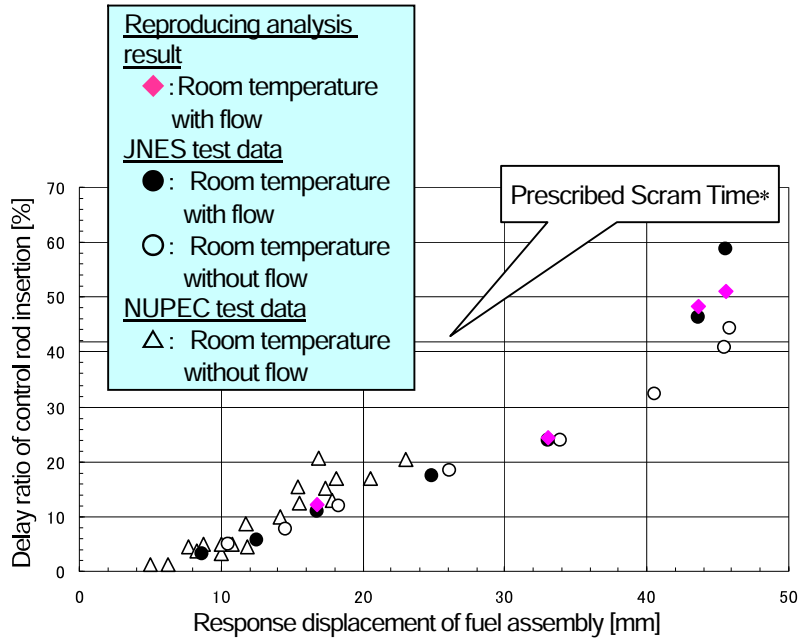 Reproducing analysis
result
◆ : Room temperature
with flow
JNES test data
● : Room temperature
with flow
○ : Room temperature
without flow
NUPEC test data
△ : Room temperature
without flow
Prescribed Scram Time*
Delay ratio of control rod insertion [%]
70
60
50
40
30
20
10
0
0 10 20 30 40 50
Response displacement of fuel assembly [mm]